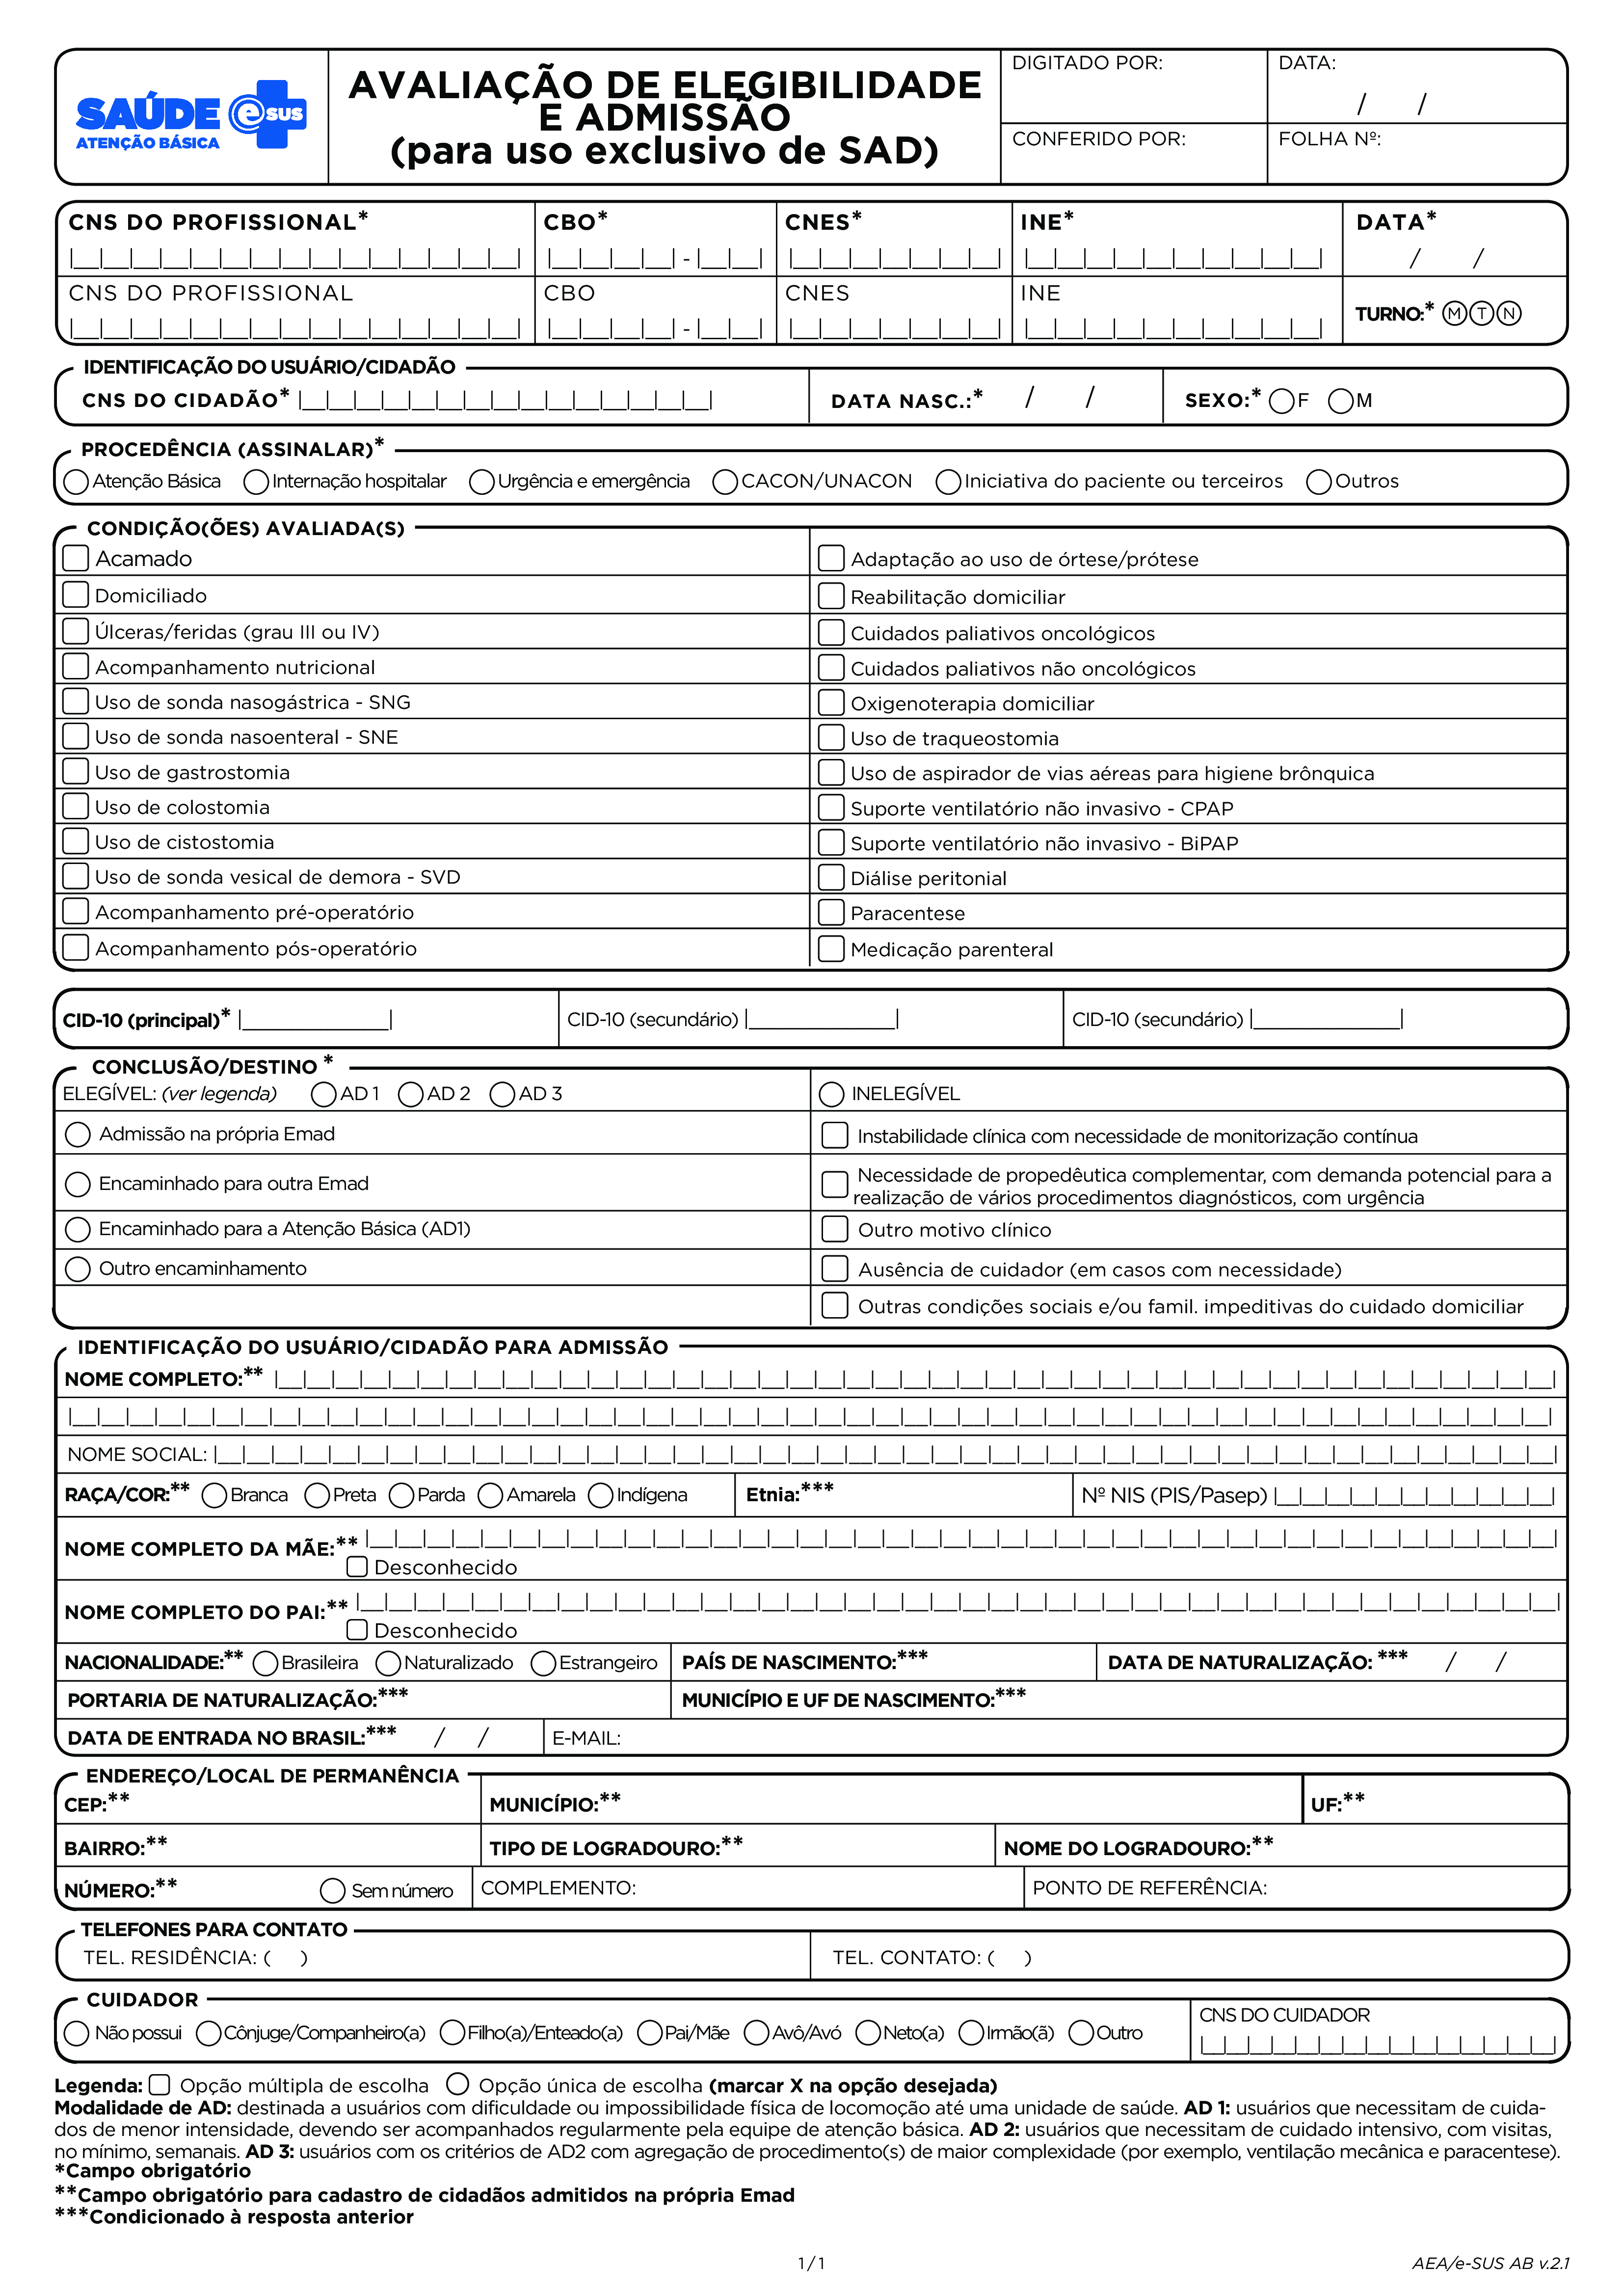 SAÚDE e SUS
ATENÇÃO BÁSICA
AVALIAÇÃO DE ELEGIBILIDADE
E ADMISSÃO
(para uso exclusivo de SAD)
DIGITADO POR:
DATA:
/ /
CONFERIDO POR:
FOLHA Nº:
CNS DO PROFISSIONAL* CBO* CNES* INE* DATA*
- / /
CNS DO PROFISSIONAL CBO CNES INE
- TURNO:* M T N
IDENTIFICAÇÃO DO USUÁRIO/CIDADÃO
CNS DO CIDADÃO* DATA NASC.:* / / SEXO:* F M
PROCEDÊNCIA (ASSINALAR)*
Atenção Básica Internação hospitalar Urgência e emergência CACON/UNACON Iniciativa do paciente ou terceiros Outros
CONDIÇÃO(ÕES) AVALIADA(S)
Acamado
Domiciliado
Úlceras/feridas (grau III ou IV)
Acompanhamento nutricional
Uso de sonda nasogástrica - SNG
Uso de sonda nasoenteral - SNE
Uso de gastrostomia
Uso de colostomia
Uso de cistostomia
Uso de sonda vesical de demora - SVD
Acompanhamento pré-operatório
Acompanhamento pós-operatório
Adaptação ao uso de órtese/prótese
Reabilitação domiciliar
Cuidados paliativos oncológicos
Cuidados paliativos não oncológicos
Oxigenoterapia domiciliar
Uso de traqueostomia
Uso de aspirador de vias aéreas para higiene brônquica
Suporte ventilatório não invasivo - CPAP
Suporte ventilatório não invasivo - BiPAP
Diálise peritonial
Paracentese
Medicação parenteral
CID-10 (principal)* CID-10 (secundário) CID-10 (secundário)
CONCLUSÃO/DESTINO *
ELEGÍVEL: (ver legenda) AD 1 AD 2 AD 3
Admissão na própria Emad
Encaminhado para outra Emad
Encaminhado para a Atenção Básica (AD1)
Outro encaminhamento
INELEGÍVEL
Instabilidade clínica com necessidade de monitorização contínua
Necessidade de propedêutica complementar, com demanda potencial para a
realização de vários procedimentos diagnósticos, com urgência
Outro motivo clínico
Ausência de cuidador (em casos com necessidade)
Outras condições sociais e/ou famil. impeditivas do cuidado domiciliar
IDENTIFICAÇÃO DO USUÁRIO/CIDADÃO PARA ADMISSÃO
NOME COMPLETO:**
NOME SOCIAL:
RAÇA/COR:** Branca Preta Parda Amarela Indígena Etnia:*** Nº NIS (PIS/Pasep)
NOME COMPLETO DA MÃE:**
Desconhecido
NOME COMPLETO DO PAI:**
Desconhecido
NACIONALIDADE:** Brasileira Naturalizado Estrangeiro PAÍS DE NASCIMENTO:*** DATA DE NATURALIZAÇÃO: *** / /
PORTARIA DE NATURALIZAÇÃO:*** MUNICÍPIO E UF DE NASCIMENTO:***
DATA DE ENTRADA NO BRASIL:*** / / E-MAIL:
ENDEREÇO/LOCAL DE PERMANÊNCIA
CEP:** MUNICÍPIO:** UF:**
BAIRRO:** TIPO DE LOGRADOURO:** NOME DO LOGRADOURO:**
NÚMERO:** Sem número COMPLEMENTO: PONTO DE REFERÊNCIA:
TELEFONES PARA CONTATO
TEL. RESIDÊNCIA: ( ) TEL. CONTATO: ( )
CUIDADOR
Não possui Cônjuge/Companheiro(a) Filho(a)/Enteado(a) Pai/Mãe Avô/Avó Neto(a) Irmão(ã) Outro
CNS DO CUIDADOR
Legenda: Opção múltipla de escolha Opção única de escolha (marcar X na opção desejada)
Modalidade de AD: destinada a usuários com dificuldade ou impossibilidade física de locomoção até uma unidade de saúde. AD 1: usuários que necessitam de cuida-
dos de menor intensidade, devendo ser acompanhados regularmente pela equipe de atenção básica. AD 2: usuários que necessitam de cuidado intensivo, com visitas,
no mínimo, semanais. AD 3: usuários com os critérios de AD2 com agregação de procedimento(s) de maior complexidade (por exemplo, ventilação mecânica e paracentese).
*Campo obrigatório
**Campo obrigatório para cadastro de cidadãos admitidos na própria Emad
***Condicionado à resposta anterior
1 / 1
AEA/e-SUS AB v.2.1